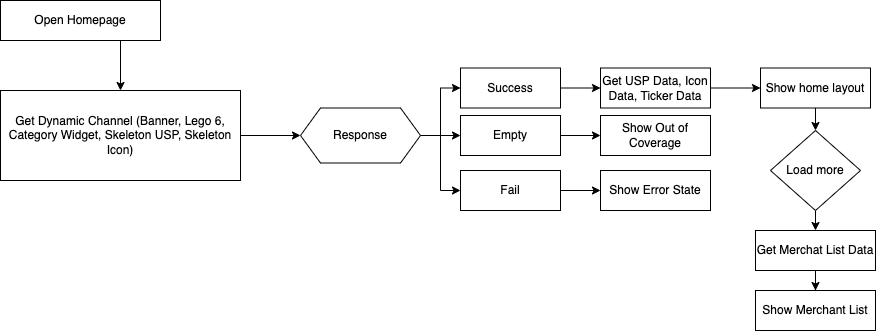 Open Homepage
Get Dynamic Channel (Banner, Lego 6,
Category Widget, Skeleton USP, Skeleton
Icon)
Response
Success
Get USP Data, Icon
Data, Ticker Data
Show home layout
Empty
Show Out of
Coverage
Fail
Show Error State
Load more
Get Merchat List Data
Show Merchant List